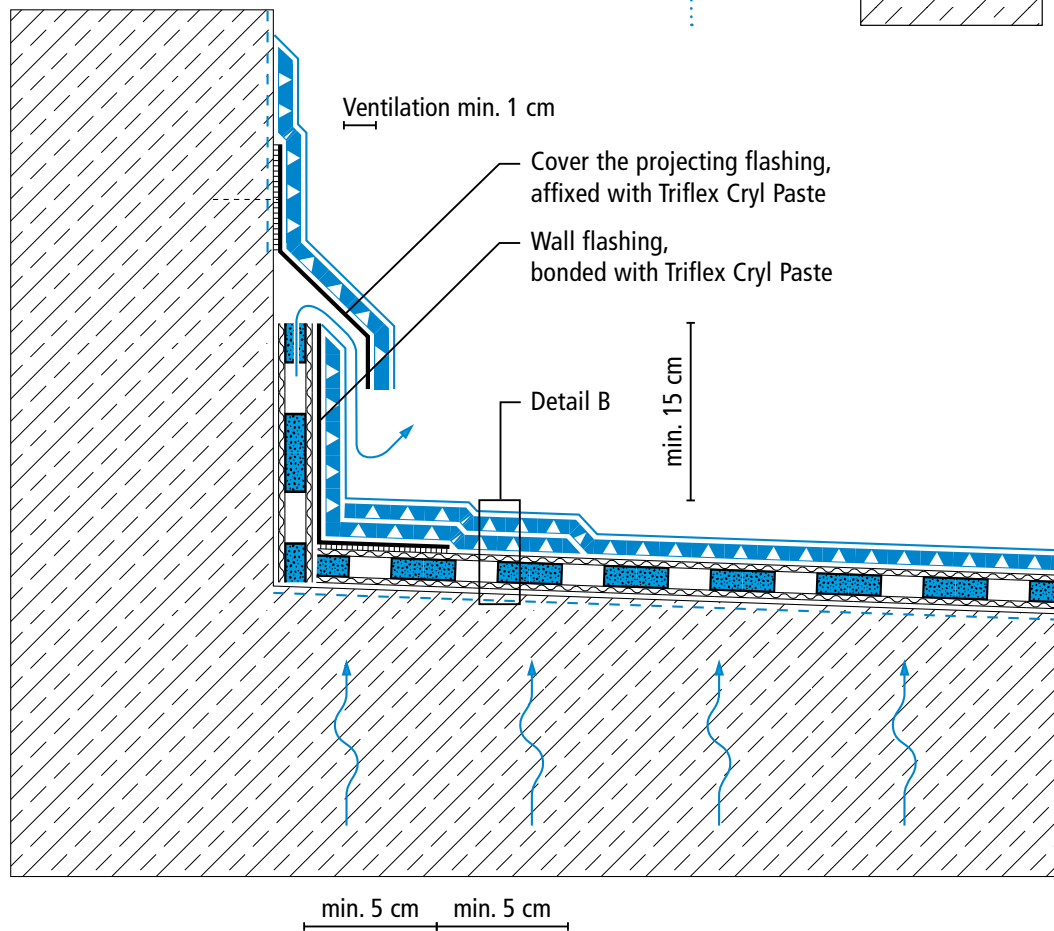 Ventilation min. 1 cm
Cover the projecting flashing,
affixed with Triflex Cryl Paste
Wall flashing,
bonded with Triflex Cryl Paste
min. 15 cm
Detail B
min. 5 cm
min. 5 cm